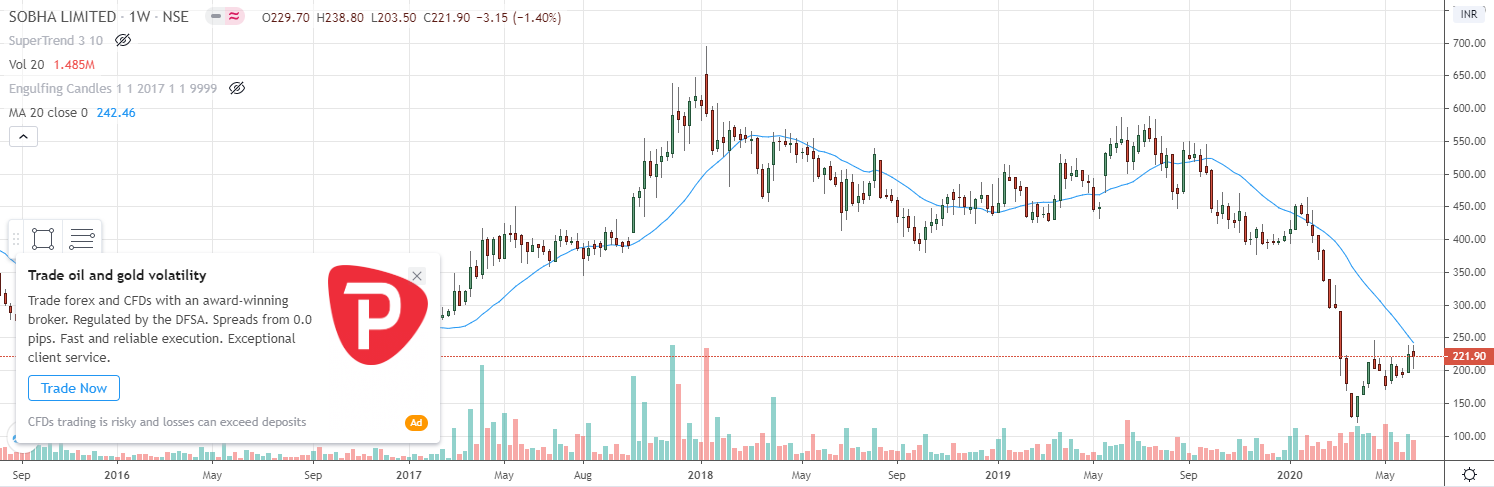 SOBHA LIMITED · 1W · NSE O229.70 H238.80 L203.50 C221.90 −3.15 (−1.40%)
INR
SuperTrend 3 10
Vol 20 1.485M
Engulfing Candles 1 1 2017 1 1 9999
MA 20 close 0 242.46
700.00
650.00
600.00
550.00
500.00
450.00
400.00
350.00
300.00
250.00
221.90
200.00
150.00
100.00
Trade oil and gold volatility
Trade forex and CFDs with an award-winning
broker. Regulated by the DFSA. Spreads from 0.0
pips. Fast and reliable execution. Exceptional
client service.
Trade Now
CFDs trading is risky and losses can exceed deposits
Ad
P
Sep 2016 May Sep 2017 May Aug 2018 May Sep 2019 May Sep 2020 May